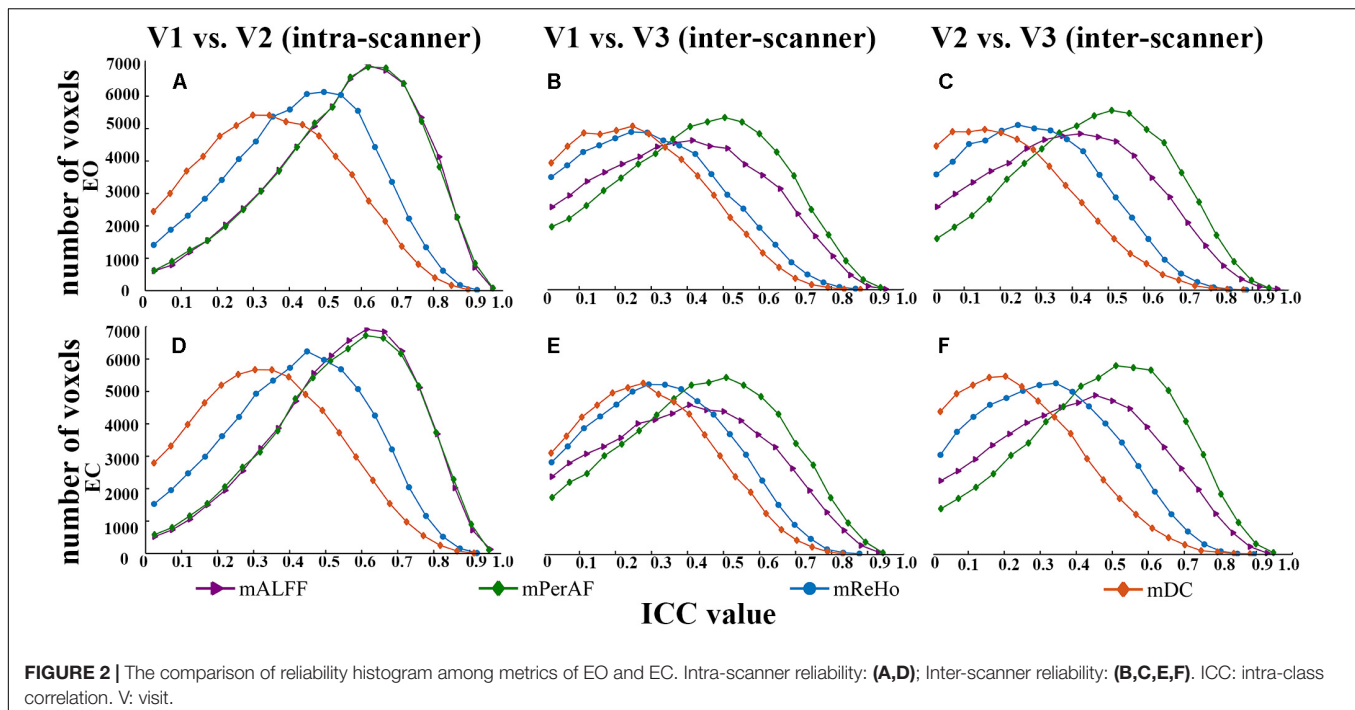 V1 vs. V2 (intra-scanner) V1 vs. V3 (inter-scanner) V2 vs. V3 (inter-scanner)
number of voxels
EO
7000
6000
5000
4000
3000
2000
1000
0
A
B
C
0 0.1 0.2 0.3 0.4 0.5 0.6 0.7 0.8 0.9 1.0
0 0.1 0.2 0.3 0.4 0.5 0.6 0.7 0.8 0.9 1.0
0 0.1 0.2 0.3 0.4 0.5 0.6 0.7 0.8 0.9 1.0
number of voxels
EC
7000
6000
5000
4000
3000
2000
1000
0
D
E
F
0 0.1 0.2 0.3 0.4 0.5 0.6 0.7 0.8 0.9 1.0
0 0.1 0.2 0.3 0.4 0.5 0.6 0.7 0.8 0.9 1.0
0 0.1 0.2 0.3 0.4 0.5 0.6 0.7 0.8 0.9 1.0
mALFF mPerAF mReHo mDC
ICC value
FIGURE 2 | The comparison of reliability histogram among metrics of EO and EC. Intra-scanner reliability: (A,D); Inter-scanner reliability: (B,C,E,F). ICC: intra-class
correlation. V: visit.